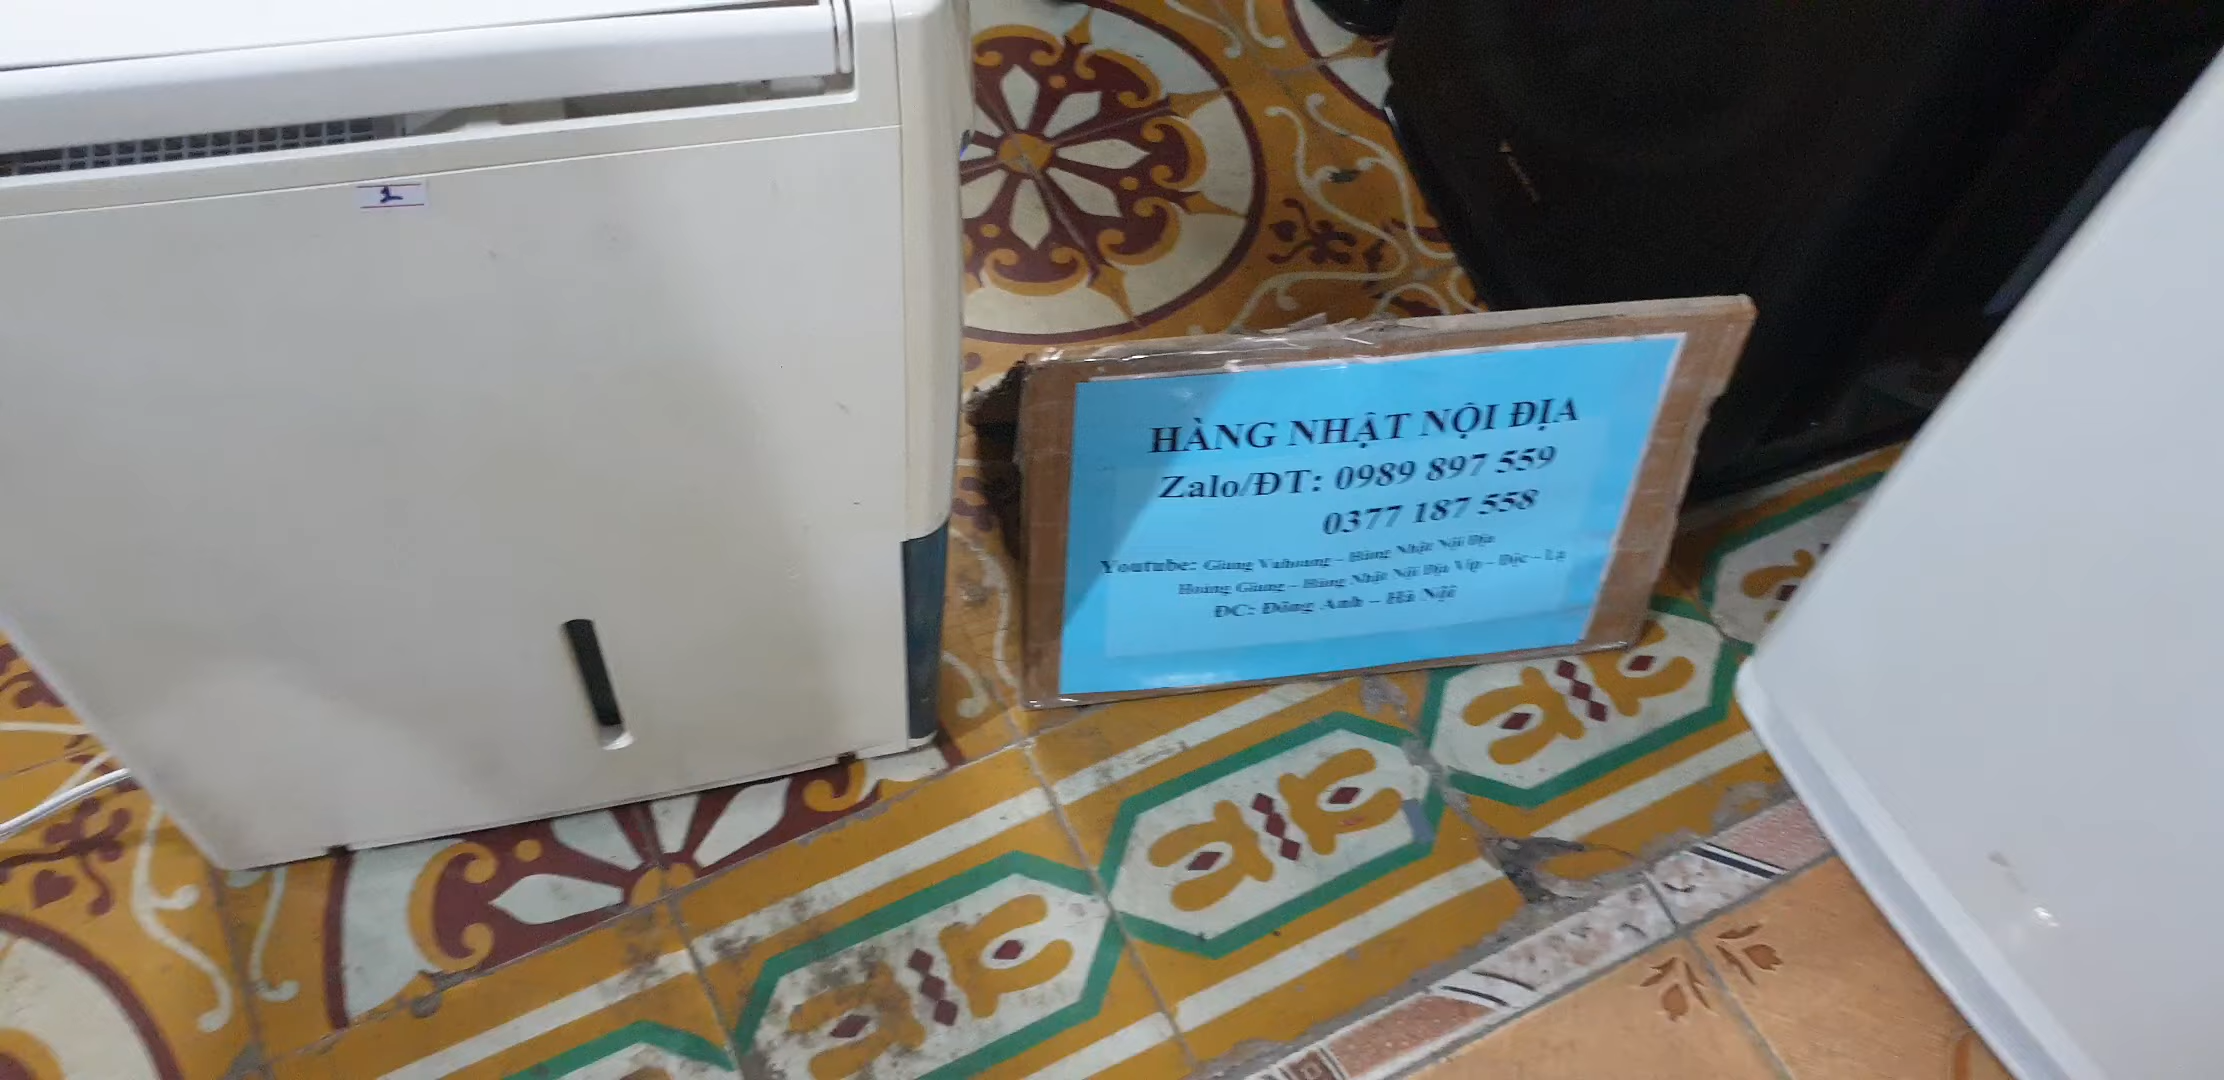 1
HÀNG NHẬT NỘI ĐỊA
Zalo/ĐT: 0989 897 559
0377 187 558
Youtube: Giang Vuhoang – Hàng Nhật Nội Địa
Hoàng Giang – Hàng Nhật Nội Địa Vip – Độc – Lạ
ĐC: Đông Anh – Hà Nội